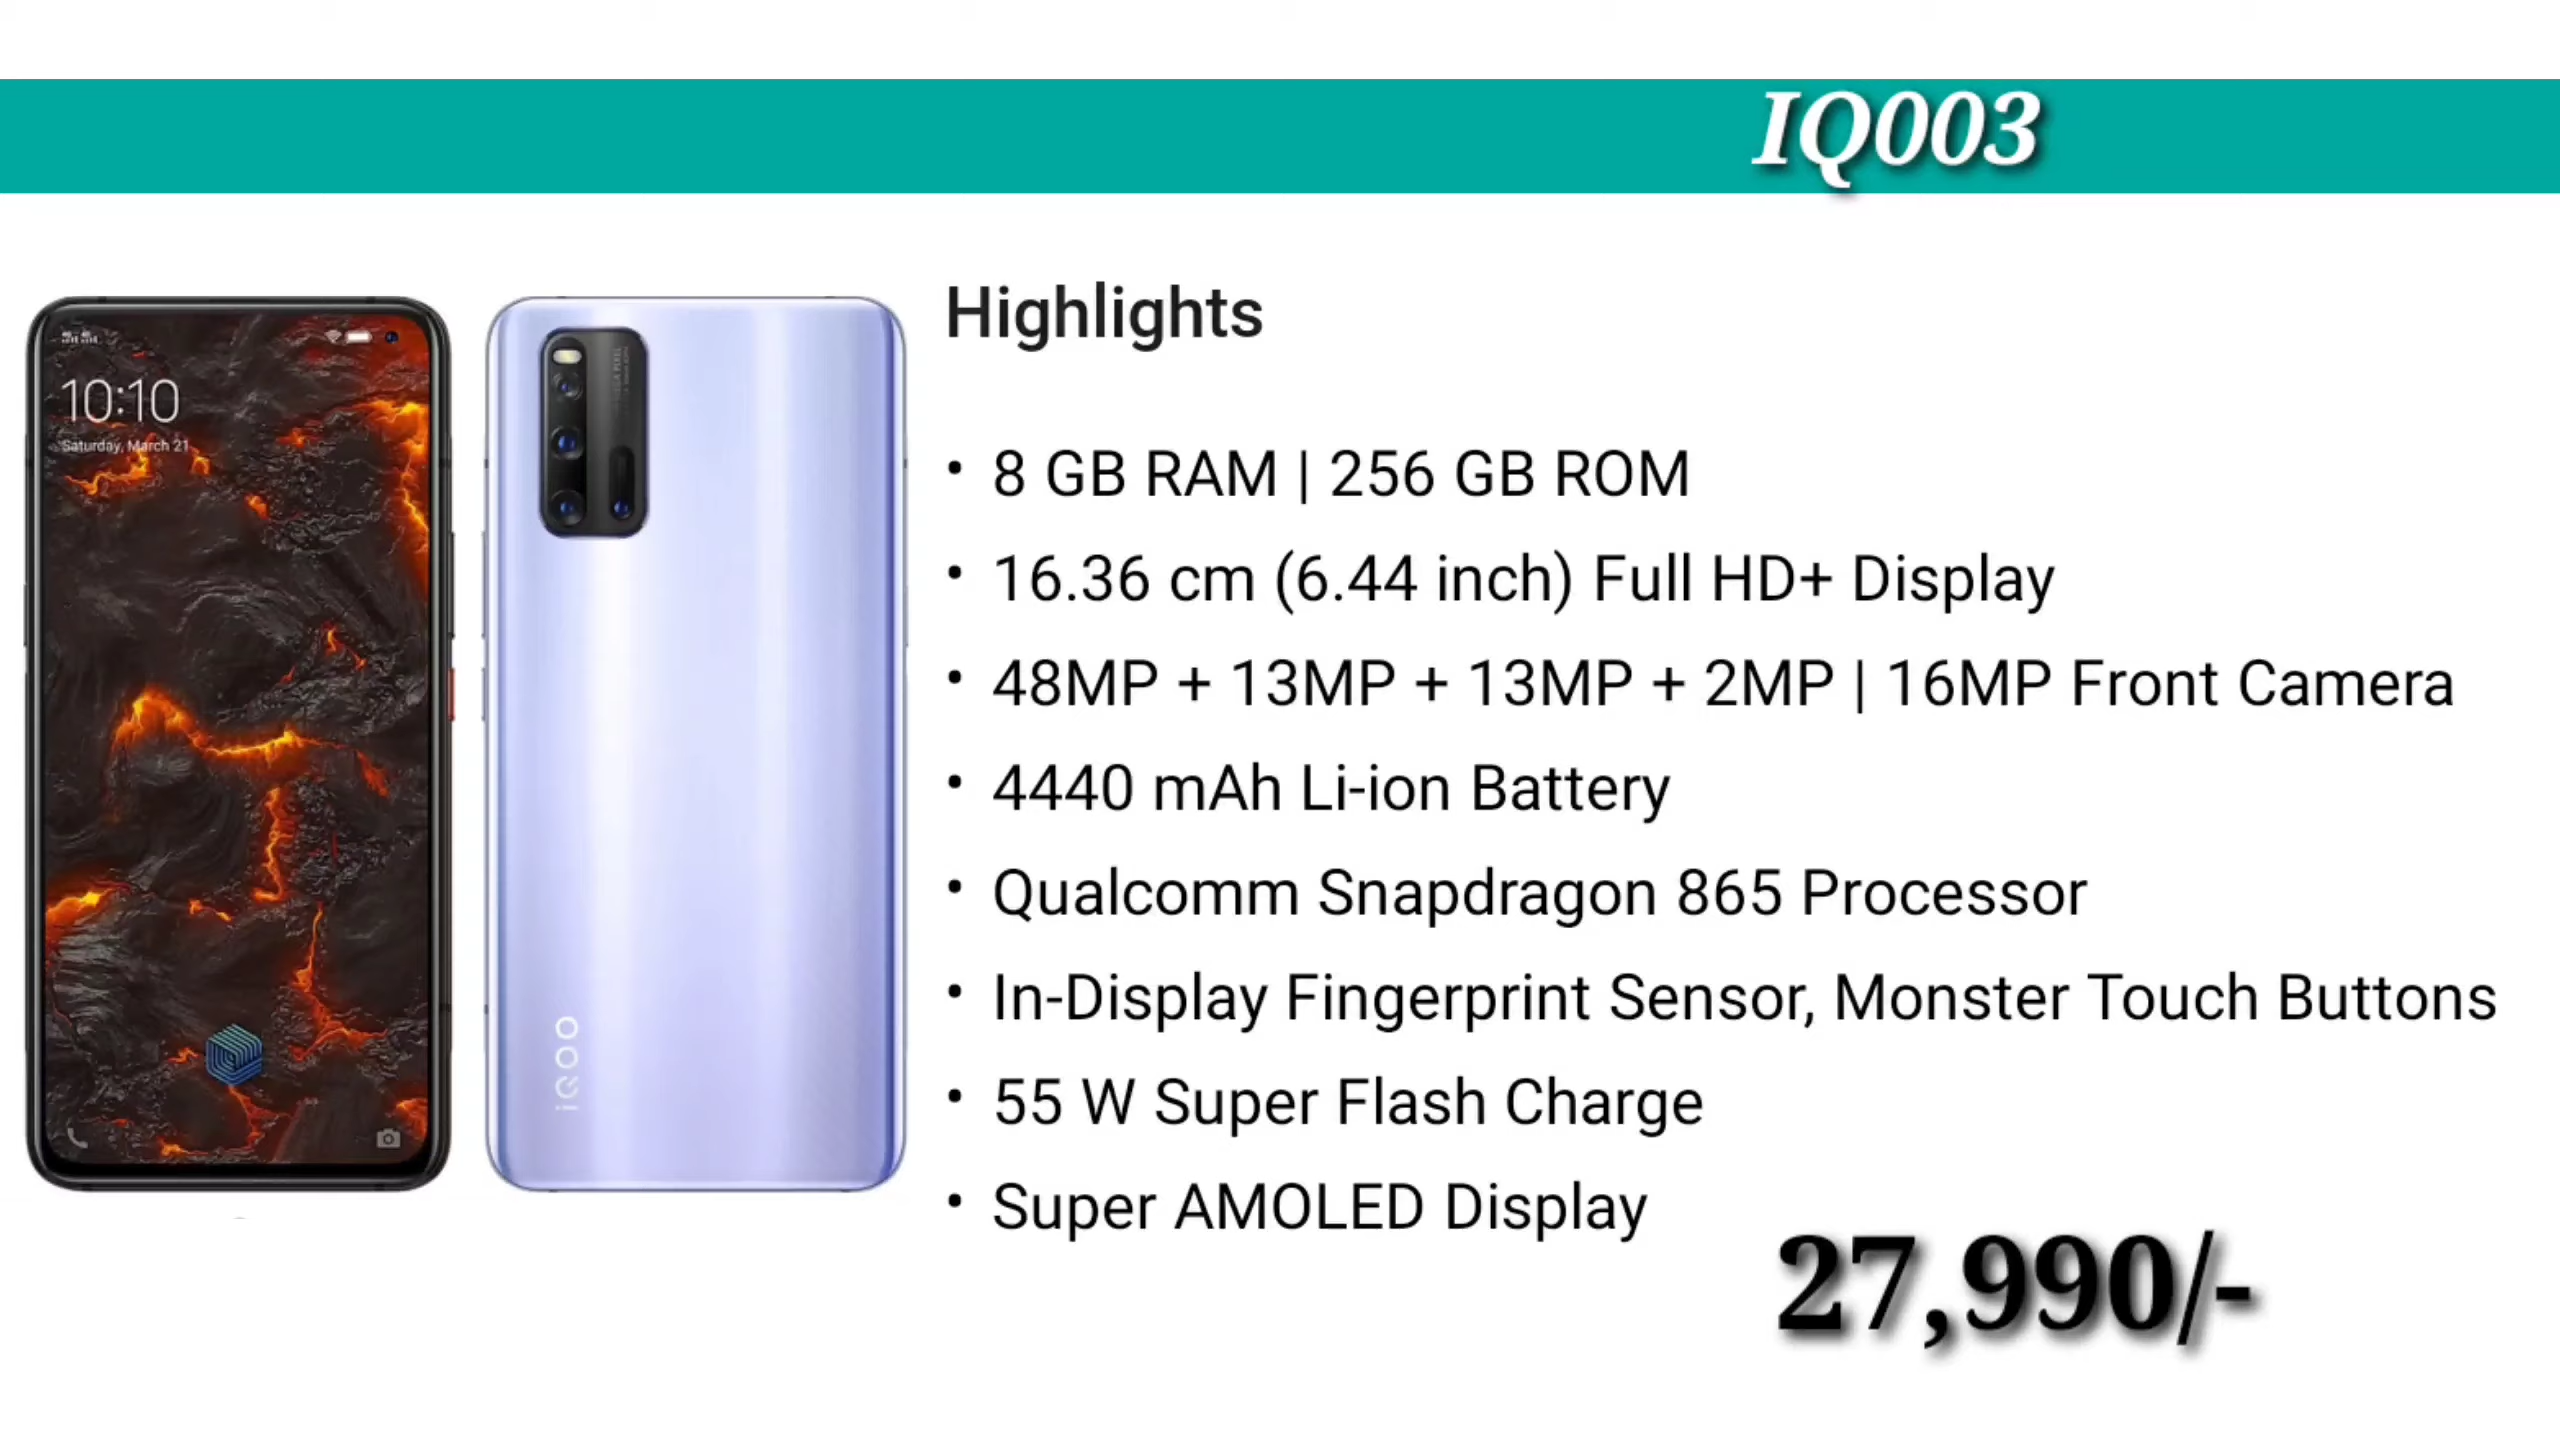 IQ003
10:10
Saturday, March 21
iQOO
Highlights
• 8 GB RAM | 256 GB ROM
• 16.36 cm (6.44 inch) Full HD+ Display
• 48MP + 13MP + 13MP + 2MP | 16MP Front Camera
• 4440 mAh Li-ion Battery
• Qualcomm Snapdragon 865 Processor
• In-Display Fingerprint Sensor, Monster Touch Buttons
• 55 W Super Flash Charge
• Super AMOLED Display
27,990/-